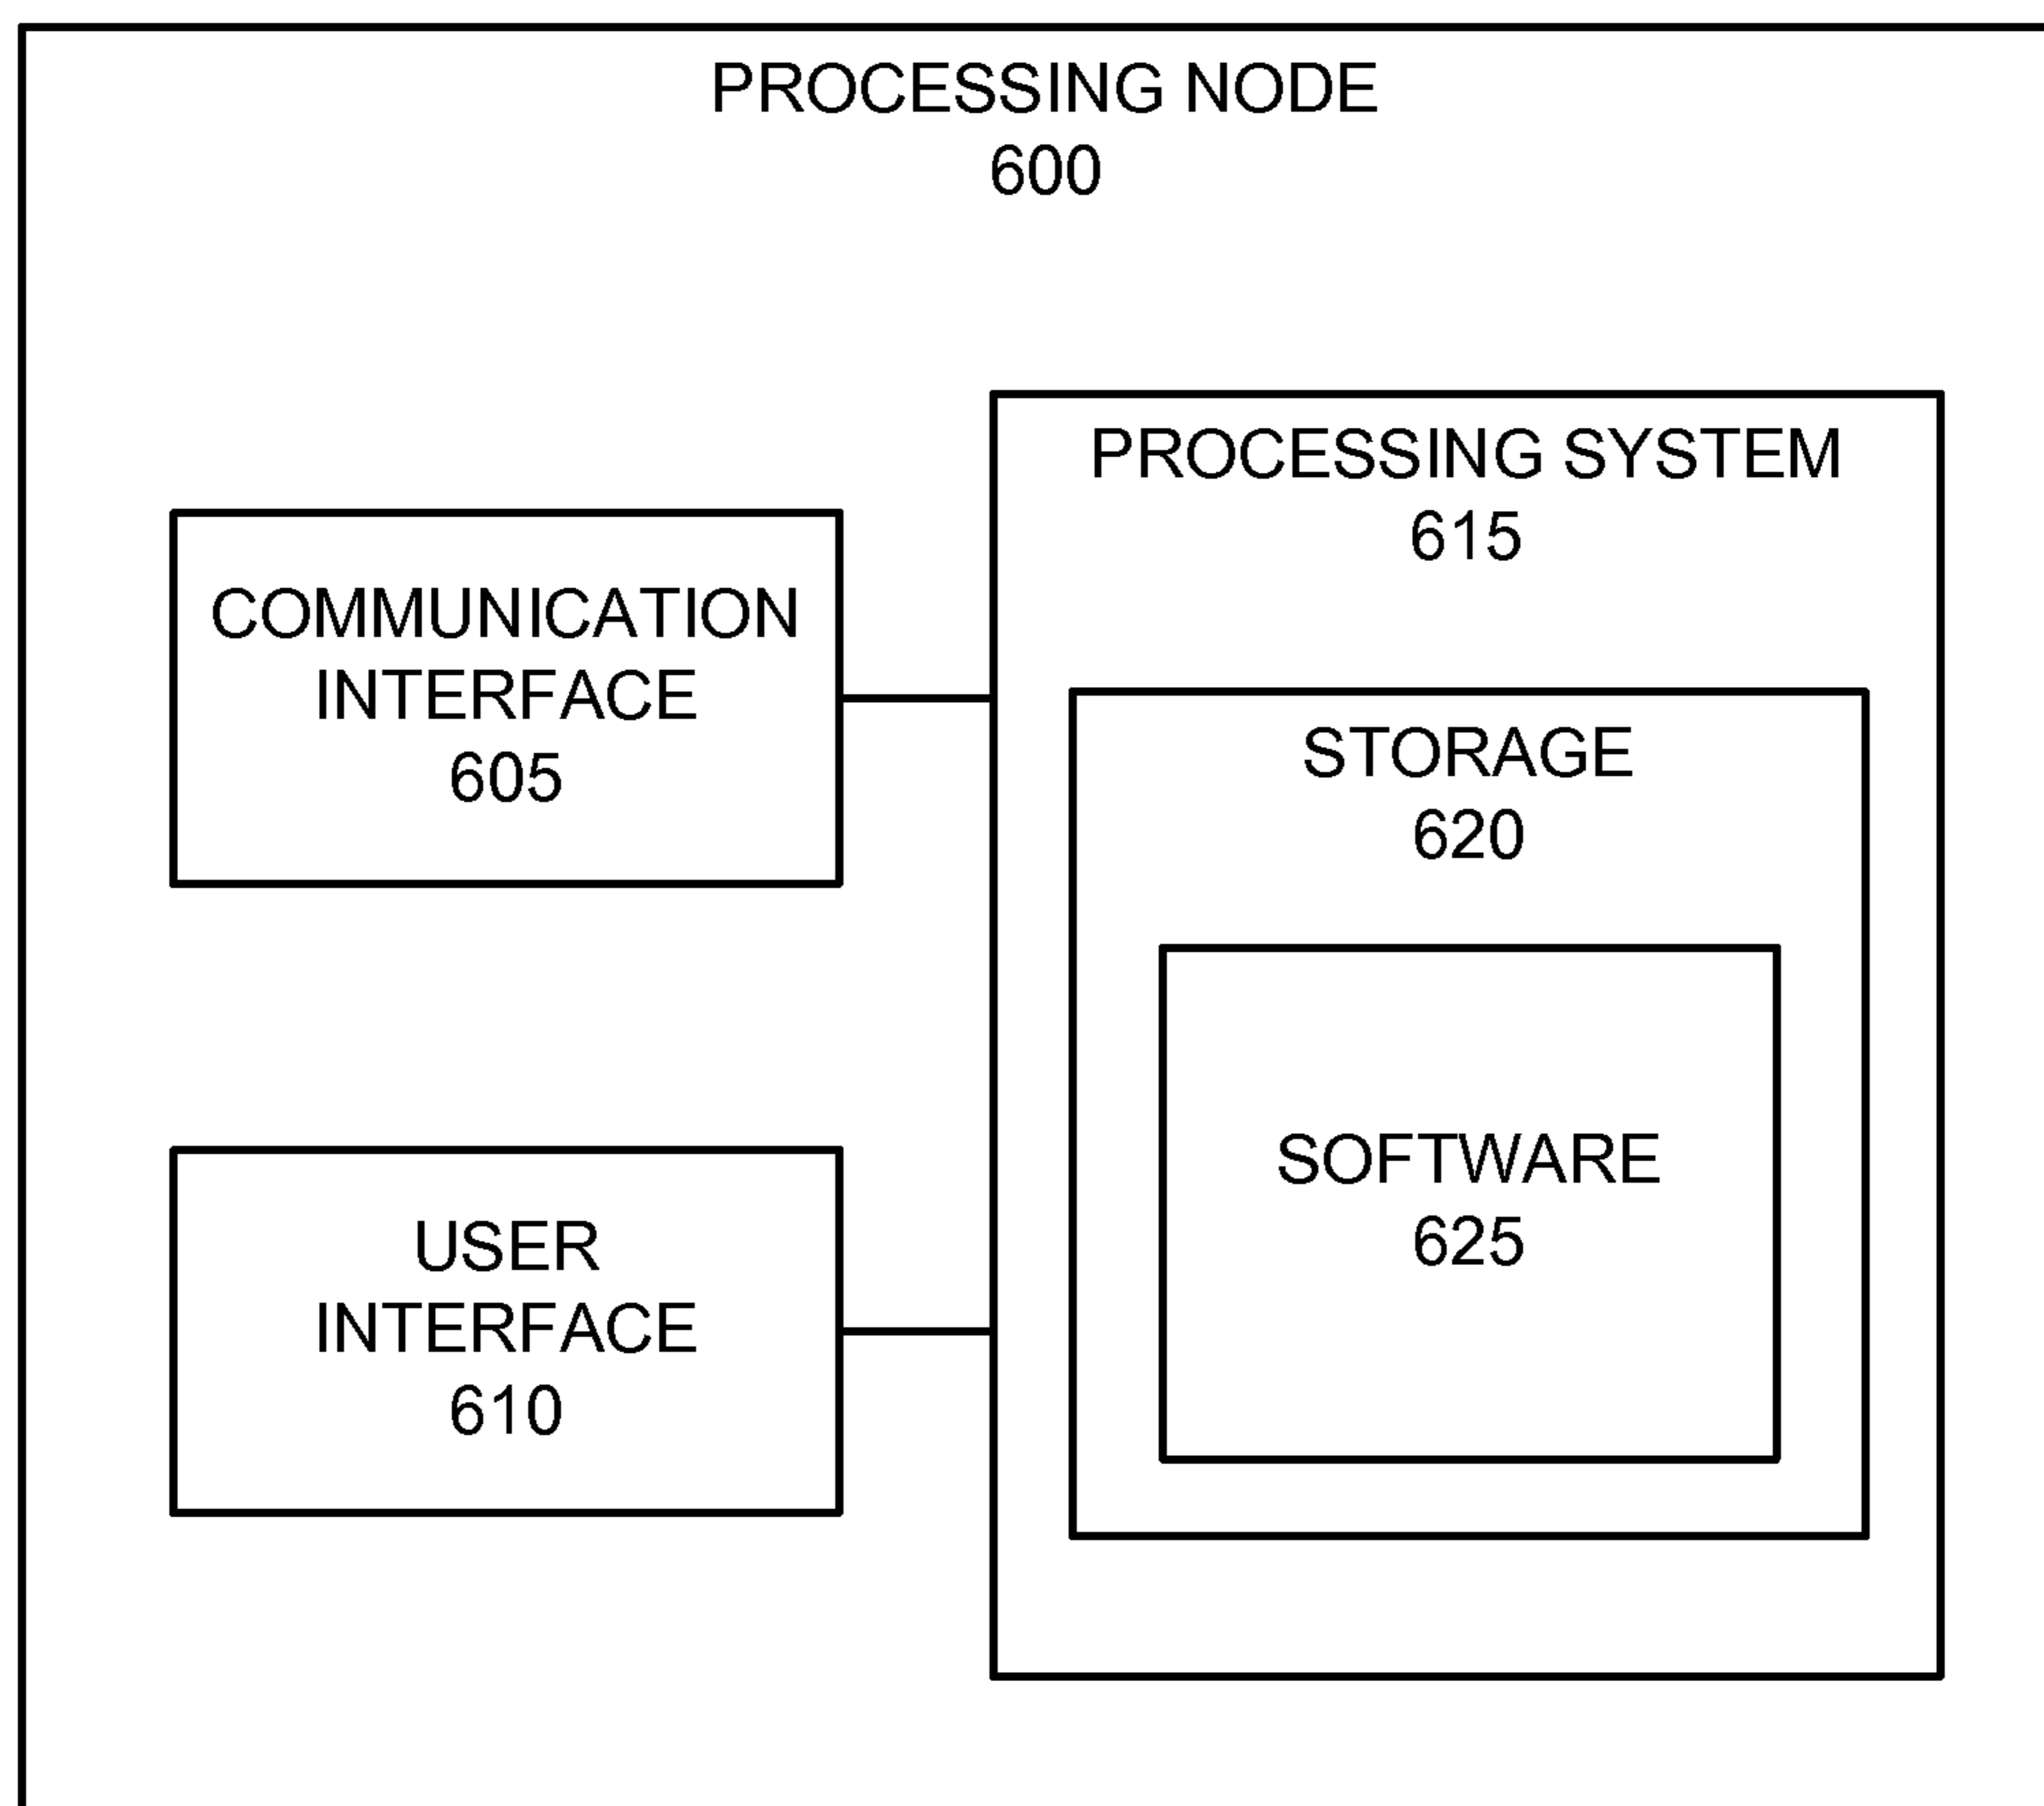 PROCESSING NODE
600
PROCESSING SYSTEM
615
COMMUNICATION
INTERFACE
605
STORAGE
620
SOFTWARE
625
USER
INTERFACE
610